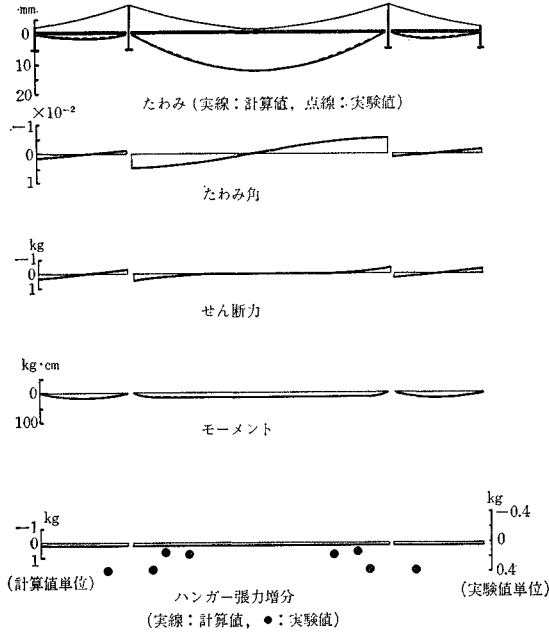 mm
0
10
20
たわみ (実線：計算値, 点線：実験値)
×10⁻²
−1
0
1
たわみ角
kg
−1
0
1
せん断力
kg·cm
0
100
モーメント
kg
−1
0
1
(計算値単位)
kg
−0.4
0
0.4
(実験値単位)
ハンガー張力増分
(実線：計算値, ●：実験値)